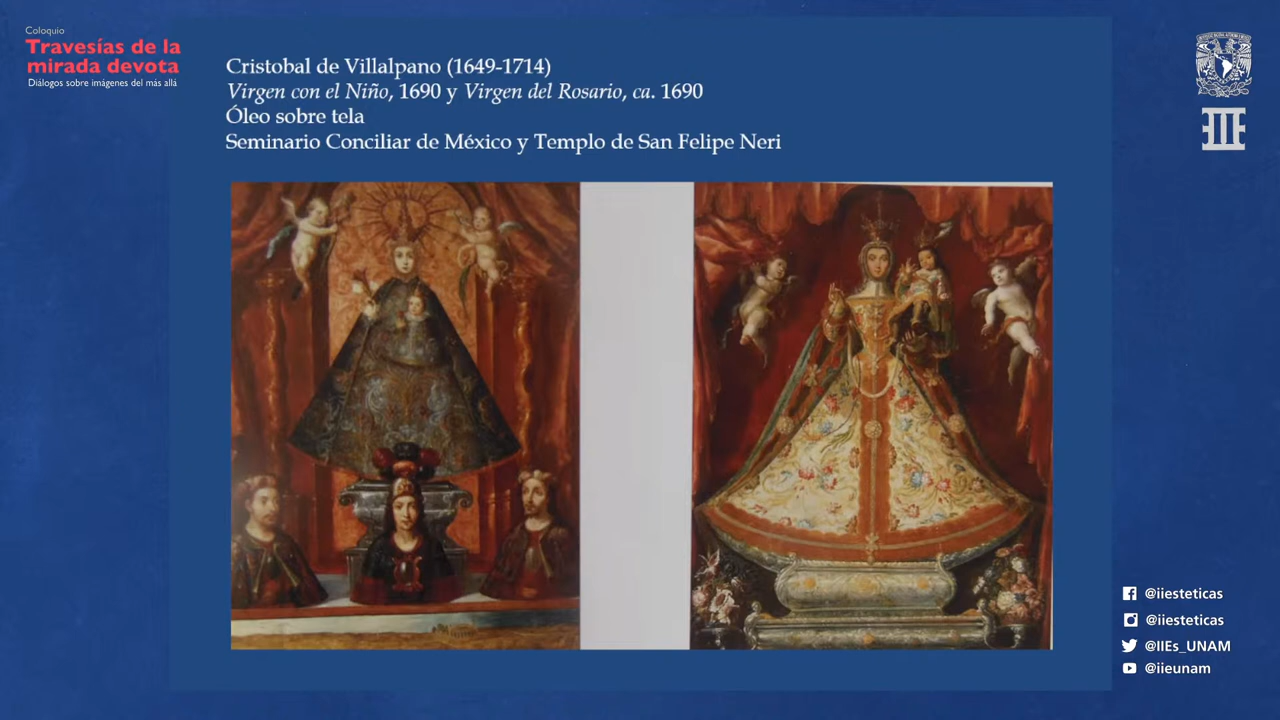 Coloquio
Travesías de la
mirada devota
Diálogos sobre imágenes del más allá
Cristobal de Villalpano (1649-1714)
Virgen con el Niño, 1690 y Virgen del Rosario, ca. 1690
Óleo sobre tela
Seminario Conciliar de México y Templo de San Felipe Neri
@iiesteticas
@iiesteticas
@IIEs_UNAM
@iieunam